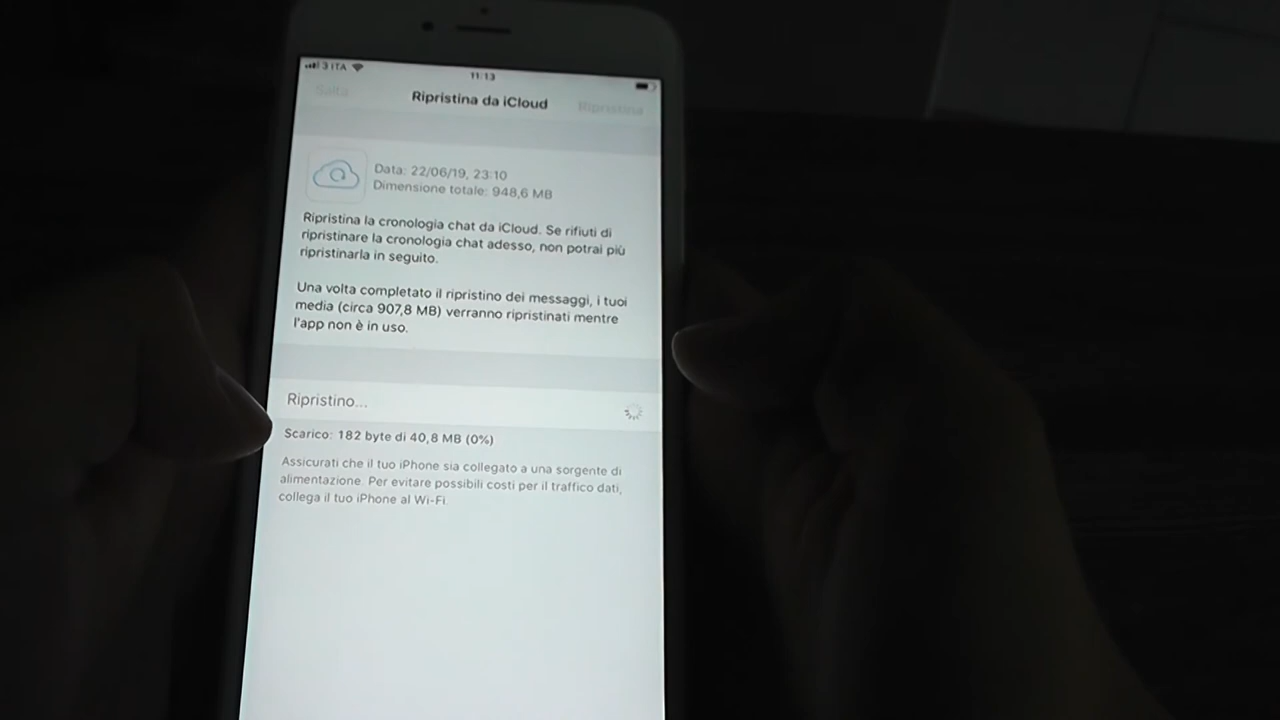 3 ITA
11:13
Salta
Ripristina da iCloud
Ripristina
Data: 22/06/19, 23:10
Dimensione totale: 948,6 MB
Ripristina la cronologia chat da iCloud. Se rifiuti di
ripristinare la cronologia chat adesso, non potrai più
ripristinarla in seguito.
Una volta completato il ripristino dei messaggi, i tuoi
media (circa 907,8 MB) verranno ripristinati mentre
l'app non è in uso.
Ripristino...
Scarico: 182 byte di 40,8 MB (0%)
Assicurati che il tuo iPhone sia collegato a una sorgente di
alimentazione. Per evitare possibili costi per il traffico dati,
collega il tuo iPhone al Wi-Fi.